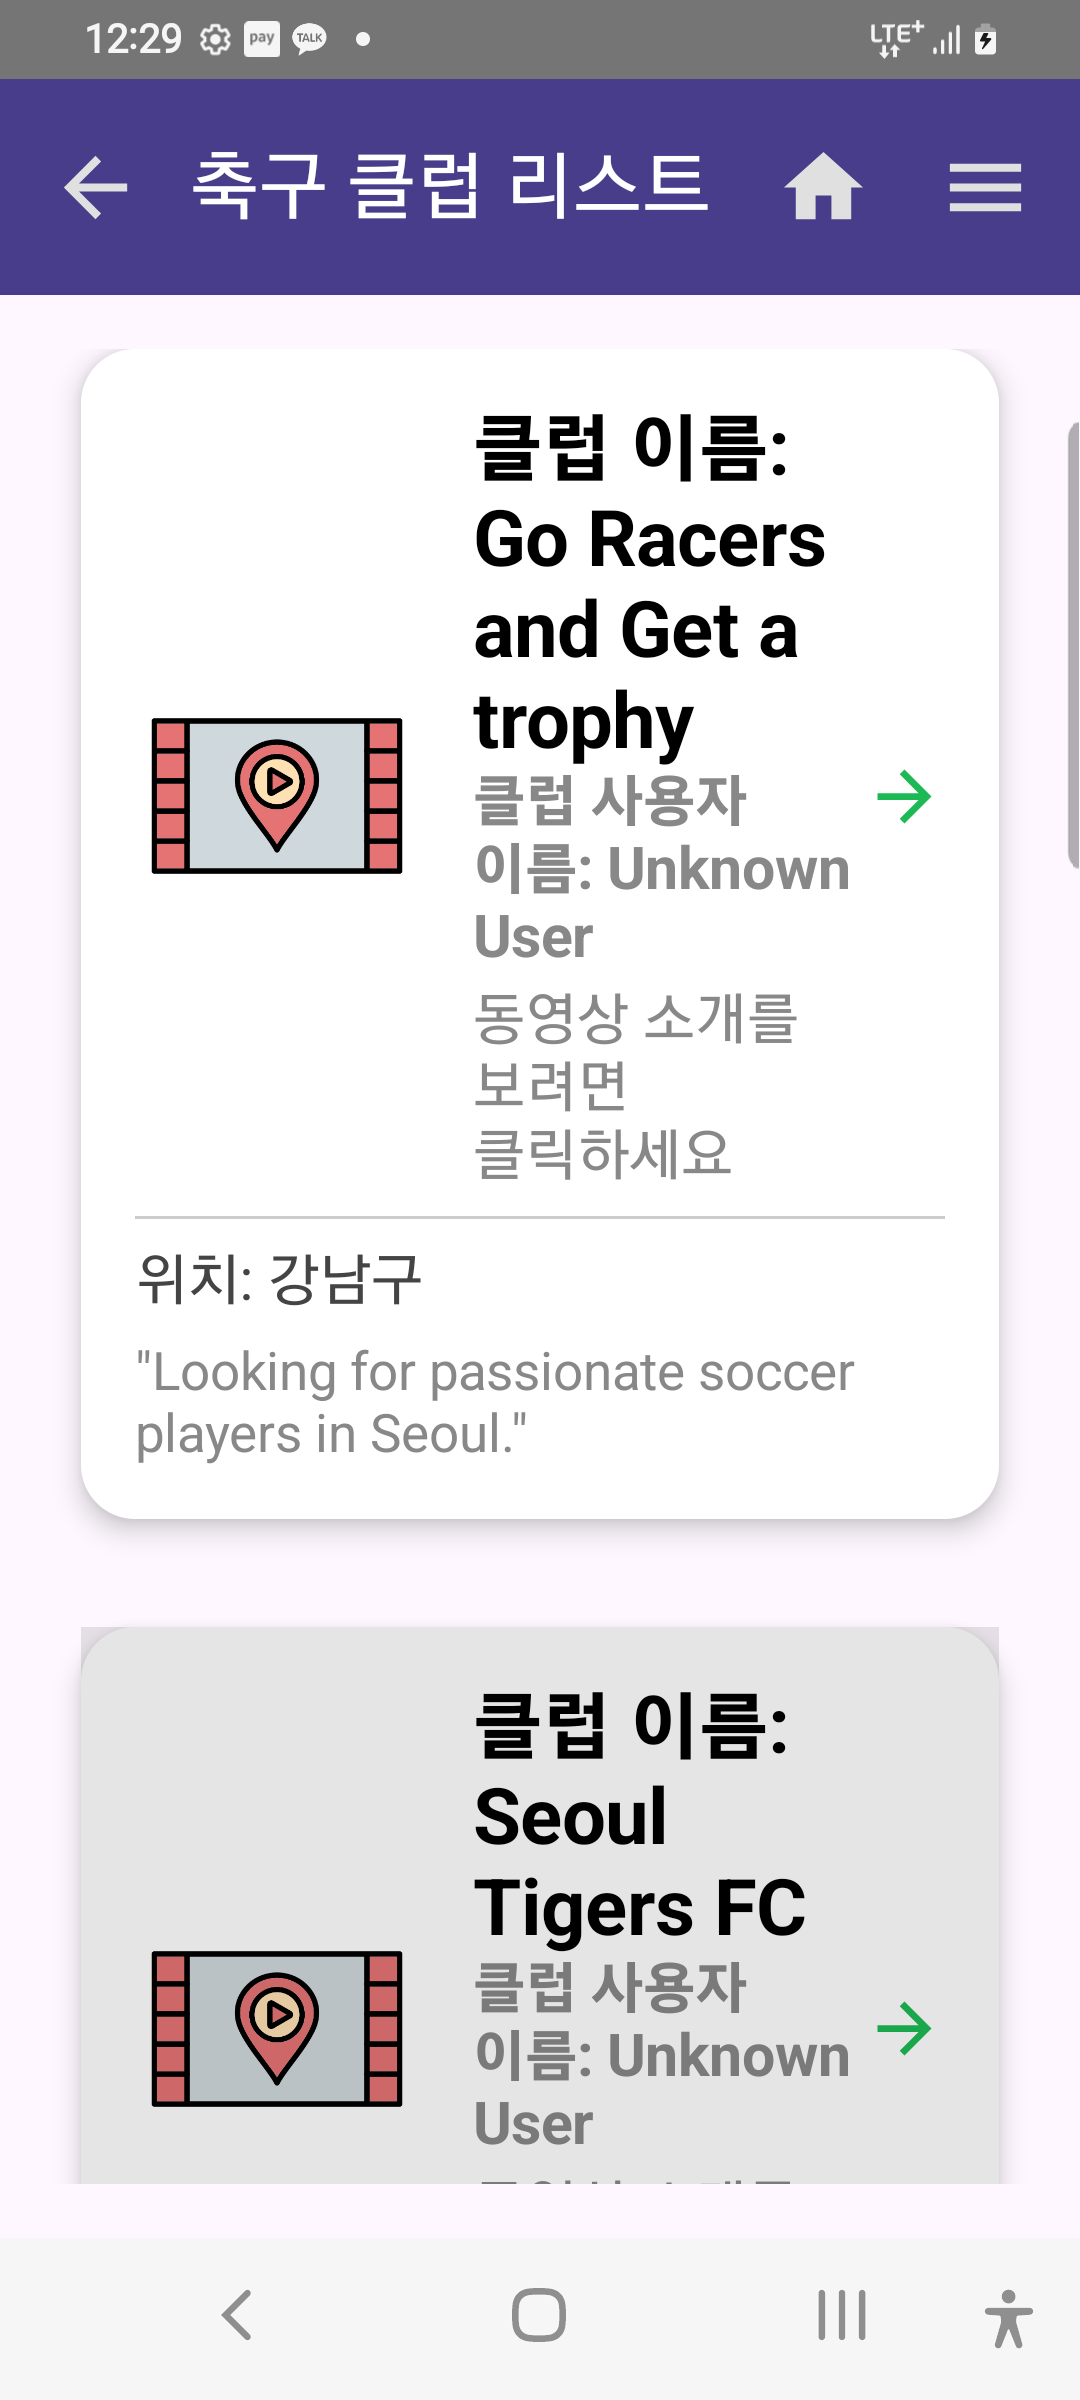 12:29 pay TALK LTE+
축구 클럽 리스트
클럽 이름:
Go Racers
and Get a
trophy
클럽 사용자
이름: Unknown
User
동영상 소개를
보려면
클릭하세요
위치: 강남구
"Looking for passionate soccer
players in Seoul."
클럽 이름:
Seoul
Tigers FC
클럽 사용자
이름: Unknown
User